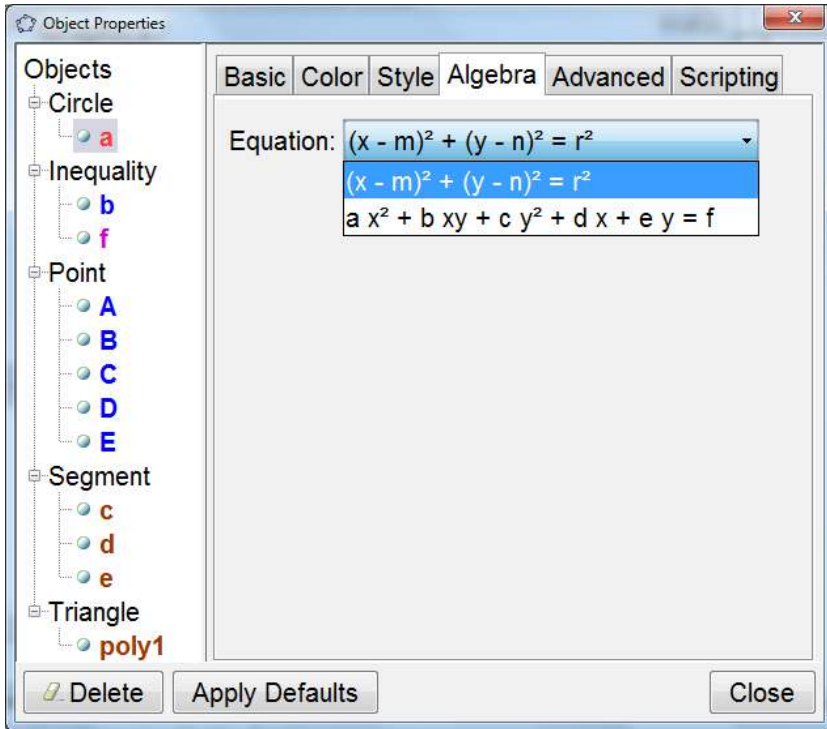 Object Properties
Objects
Circle
a
Inequality
b
f
Point
A
B
C
D
E
Segment
c
d
e
Triangle
poly1
Basic Color Style Algebra Advanced Scripting
Equation: (x - m)² + (y - n)² = r²
(x - m)² + (y - n)² = r²
a x² + b xy + c y² + d x + e y = f
Delete Apply Defaults Close